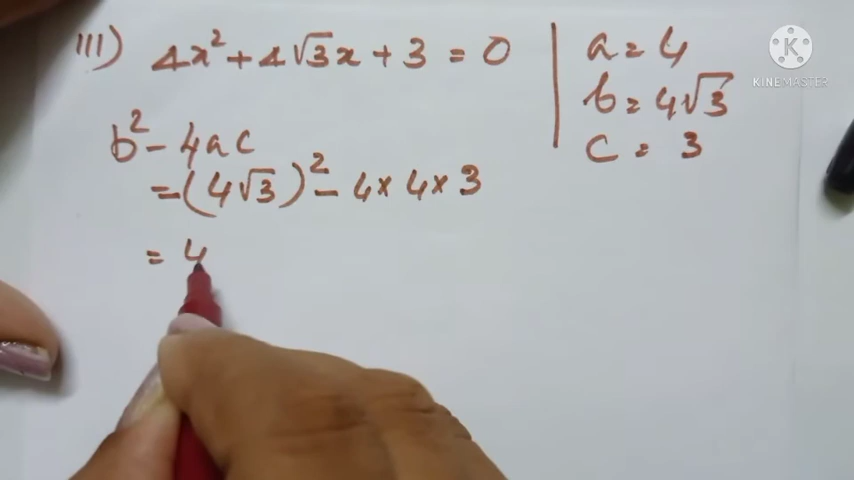 III) 4x² + 4√3x + 3 = 0
a = 4
b = 4√3
c = 3
b² - 4ac
= (4√3)² - 4 × 4 × 3
= 4
K
KINEMASTER